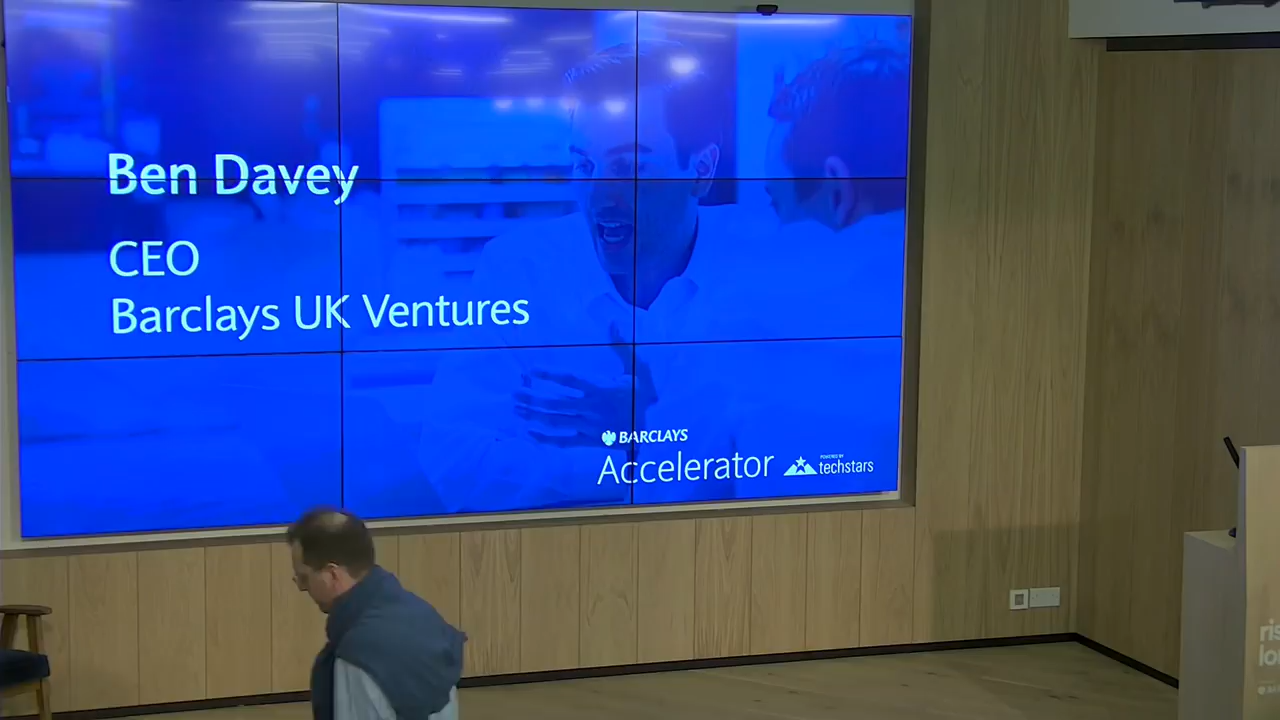 Ben Davey
CEO
Barclays UK Ventures
BARCLAYS
Accelerator
POWERED BY
techstars